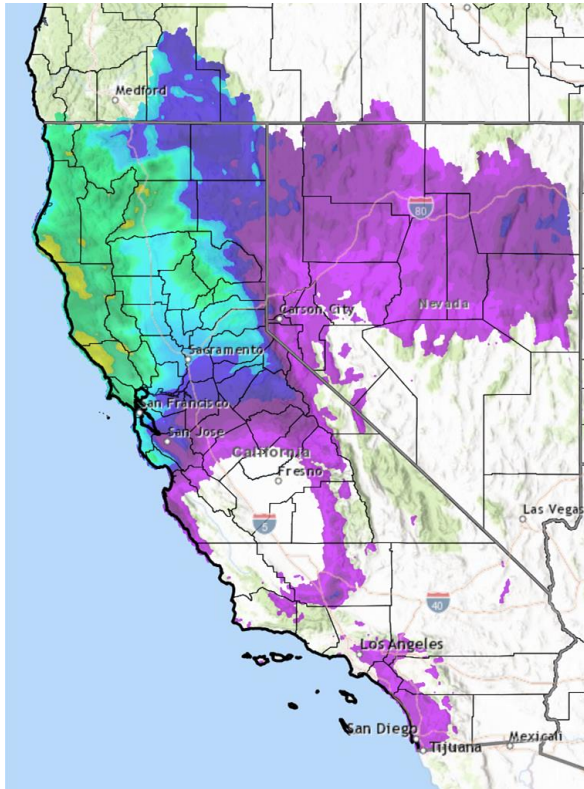 Medford
80
Carson City
Nevada
Sacramento
San Francisco
San Jose
California
Fresno
5
Las Vegas
40
Los Angeles
San Diego
Tijuana
Mexicali